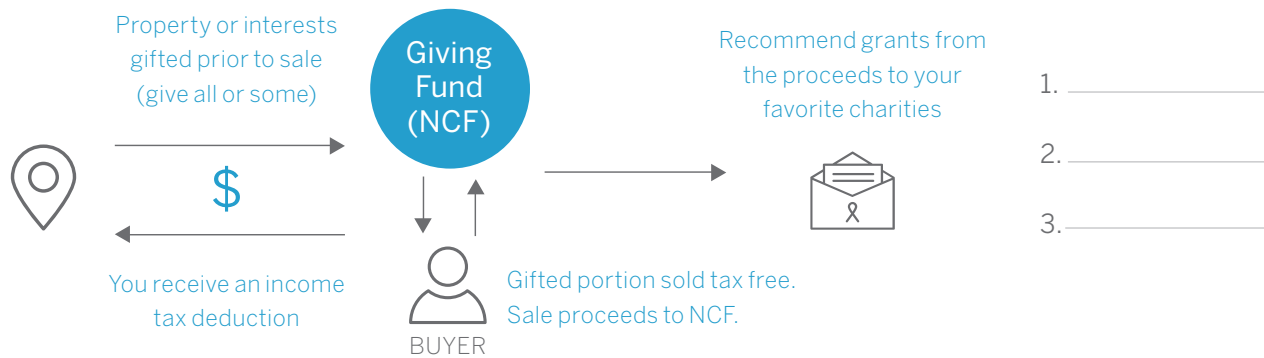 Property or interests
gifted prior to sale
(give all or some)
$
You receive an income
tax deduction
Giving
Fund
(NCF)
BUYER
Gifted portion sold tax free.
Sale proceeds to NCF.
Recommend grants from
the proceeds to your
favorite charities
1.
2.
3.